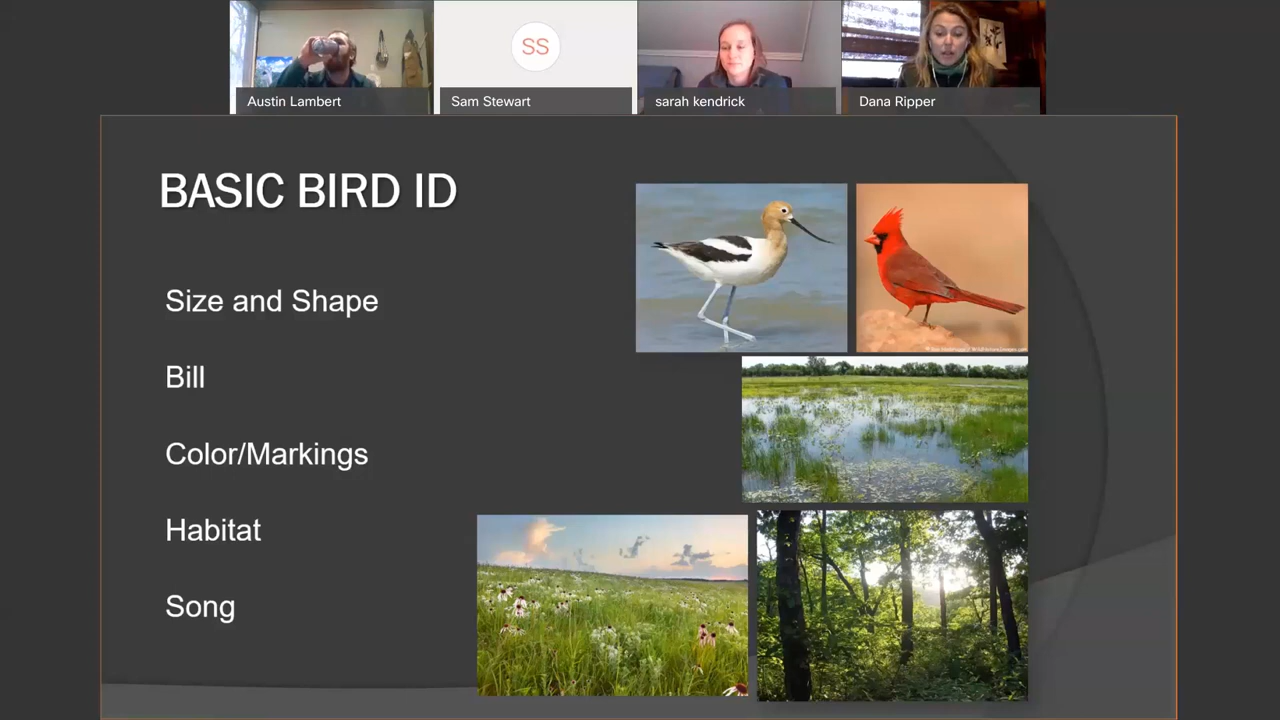 SS
Austin Lambert
Sam Stewart
sarah kendrick
Dana Ripper
BASIC BIRD ID
Size and Shape
Bill
Color/Markings
Habitat
Song